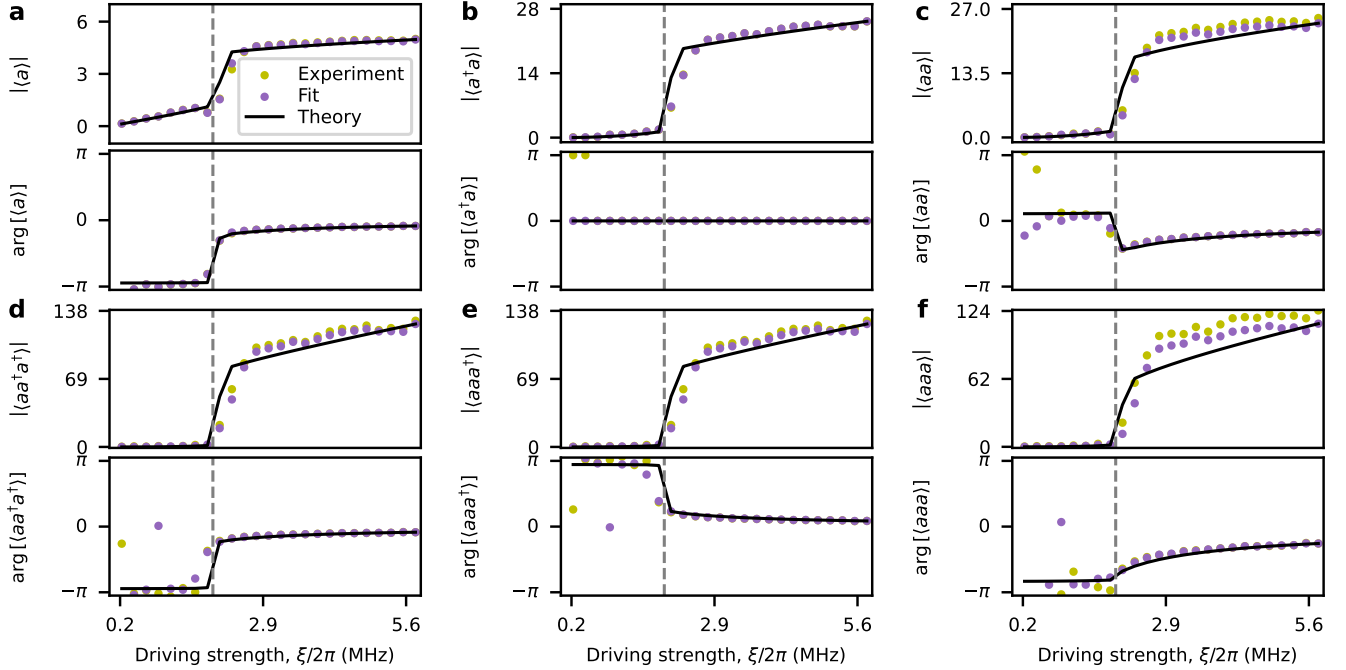 a
6
3
0
|⟨a⟩|
Experiment
Fit
Theory
π
0
−π
arg [⟨a⟩]
b
28
14
0
|⟨a†a⟩|
π
0
−π
arg [⟨a†a⟩]
c
27.0
13.5
0.0
|⟨aa⟩|
π
0
−π
arg [⟨aa⟩]
d
138
69
0
|⟨aa†a†⟩|
π
0
−π
arg [⟨aa†a†⟩]
0.2 2.9 5.6
Driving strength, ξ/2π (MHz)
e
138
69
0
|⟨aaa†⟩|
π
0
−π
arg [⟨aaa†⟩]
0.2 2.9 5.6
Driving strength, ξ/2π (MHz)
f
124
62
0
|⟨aaa⟩|
π
0
−π
arg [⟨aaa⟩]
0.2 2.9 5.6
Driving strength, ξ/2π (MHz)